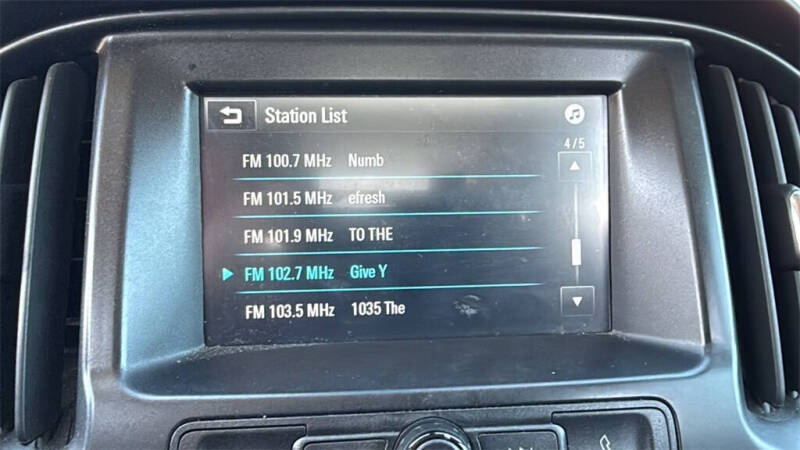 Station List
4/5
FM 100.7 MHz Numb
FM 101.5 MHz efresh
FM 101.9 MHz TO THE
FM 102.7 MHz Give Y
FM 103.5 MHz 1035 The